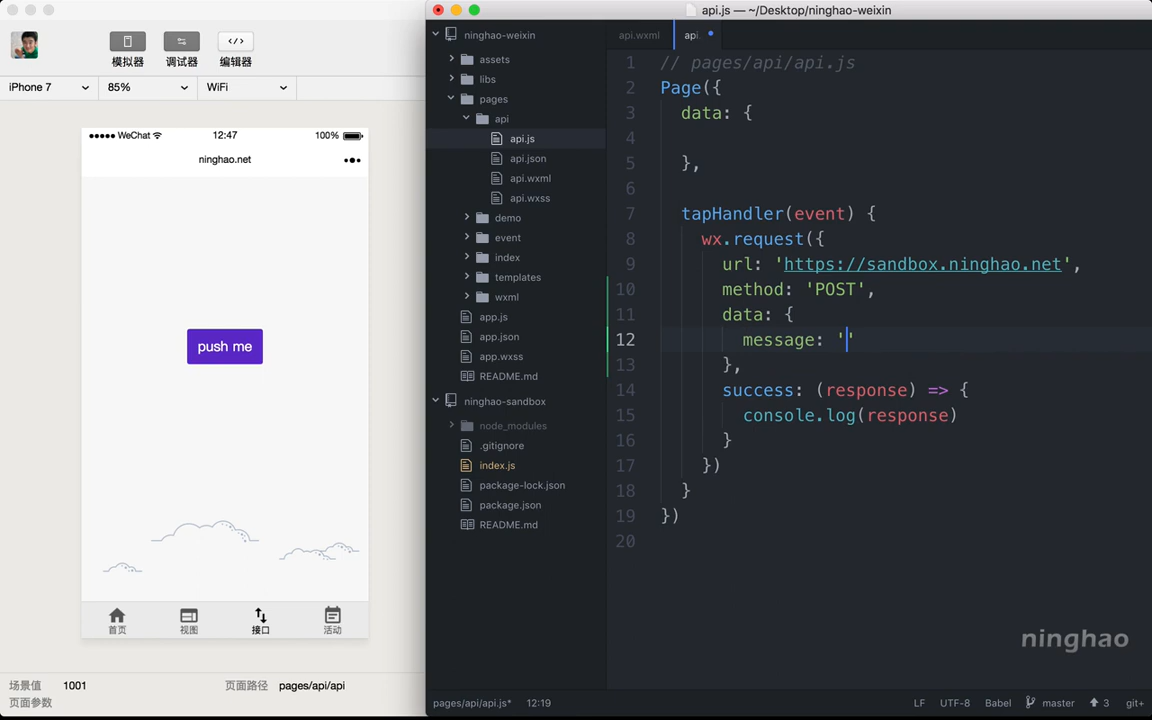 模拟器
调试器
编辑器
iPhone 7
85%
WiFi
WeChat
12:47
100%
ninghao.net
push me
首页
视图
接口
活动
场景值
1001
页面路径
pages/api/api
页面参数
api.js — ~/Desktop/ninghao-weixin
ninghao-weixin
assets
libs
pages
api
api.js
api.json
api.wxml
api.wxss
demo
event
index
templates
wxml
app.js
app.json
app.wxss
README.md
ninghao-sandbox
node_modules
.gitignore
index.js
package-lock.json
package.json
README.md
api.wxml
api.
1 // pages/api/api.js
2 Page({
3 data: {
4
5 },
6
7 tapHandler(event) {
8 wx.request({
9 url: 'https://sandbox.ninghao.net',
10 method: 'POST',
11 data: {
12 message: ''
13 },
14 success: (response) => {
15 console.log(response)
16 }
17 })
18 }
19 })
20
ninghao
pages/api/api.js*
12:19
LF
UTF-8
Babel
master
3
git+